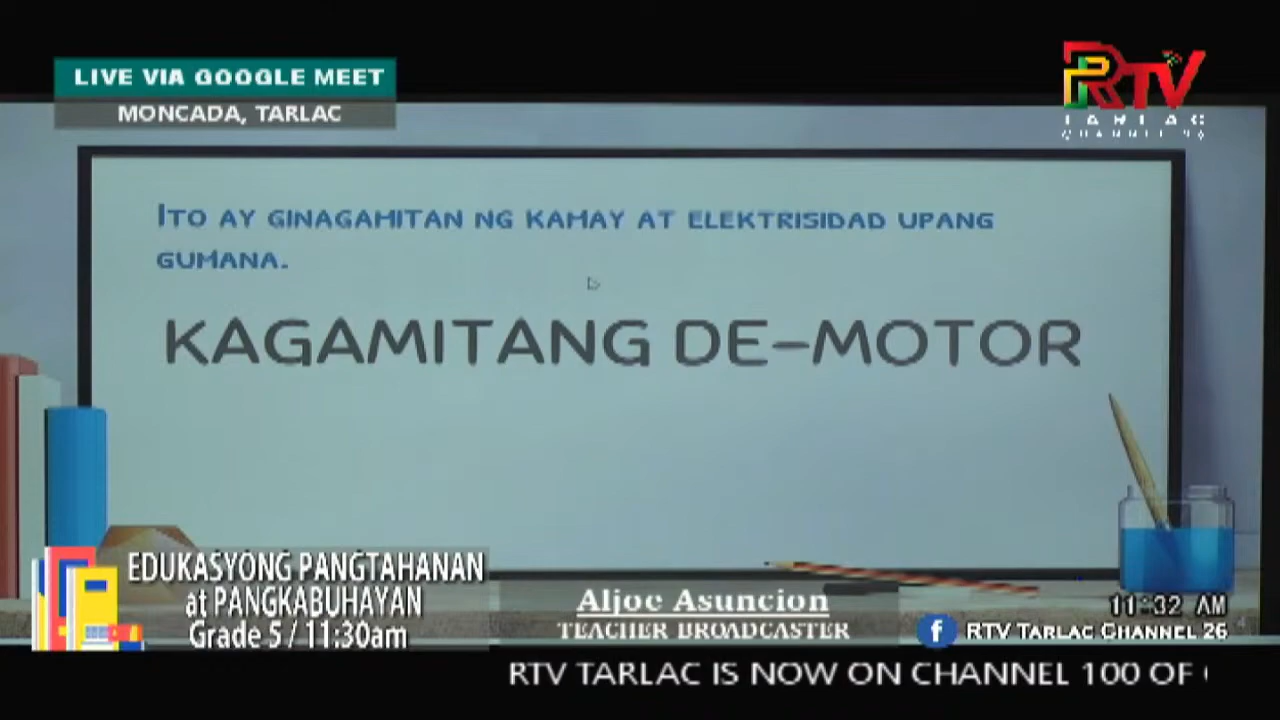 LIVE VIA GOOGLE MEET
MONCADA, TARLAC
RTV
TARLAC
CHANNEL 26
ITO AY GINAGAMITAN NG KAMAY AT ELEKTRISIDAD UPANG
GUMANA.
KAGAMITANG DE-MOTOR
EDUKASYONG PANGTAHANAN
at PANGKABUHAYAN
Grade 5 / 11:30am
Aljoe Asuncion
TEACHER BROADCASTER
11:32 AM
RTV TARLAC CHANNEL 26
RTV TARLAC IS NOW ON CHANNEL 100 OF